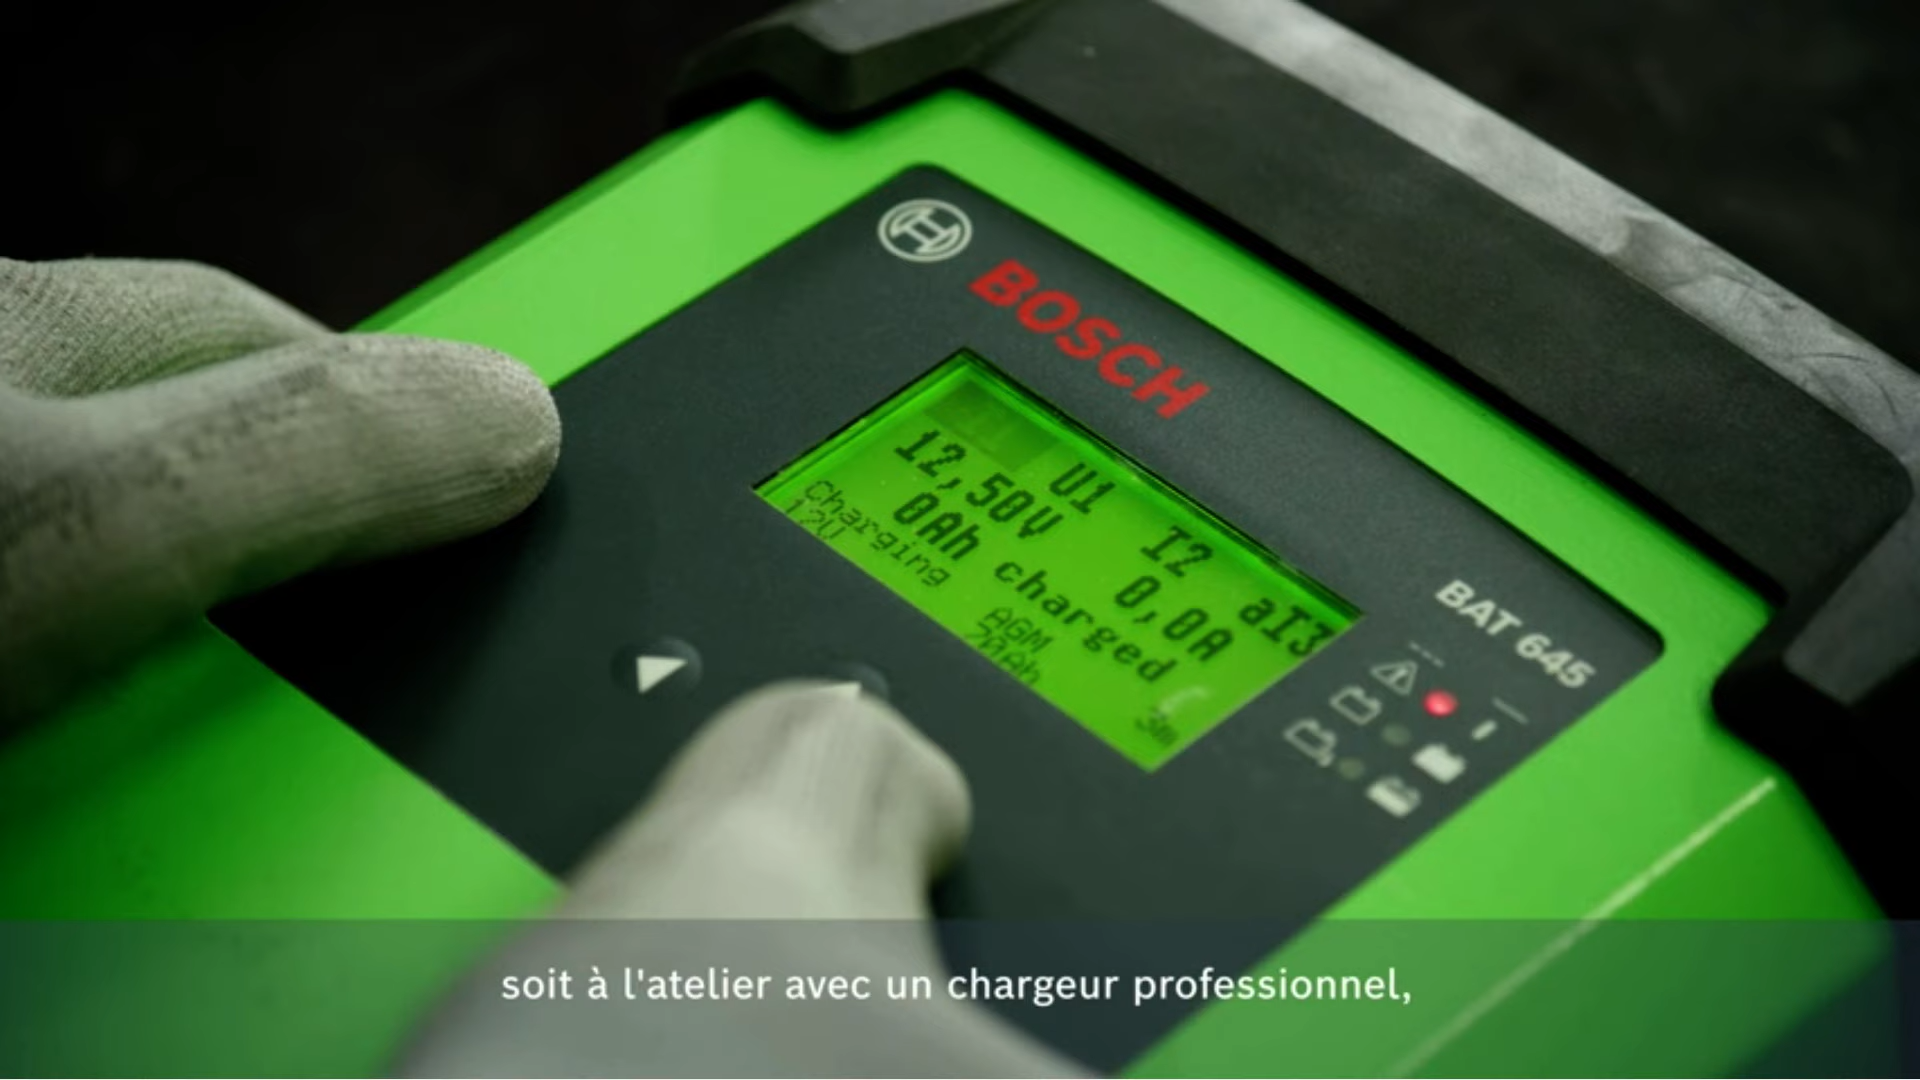 BOSCH
U1 I2 aI3
12,50V 0,0A
0Ah charged
Charging AGM
12V 70Ah 3m
BAT 645
soit à l'atelier avec un chargeur professionnel,